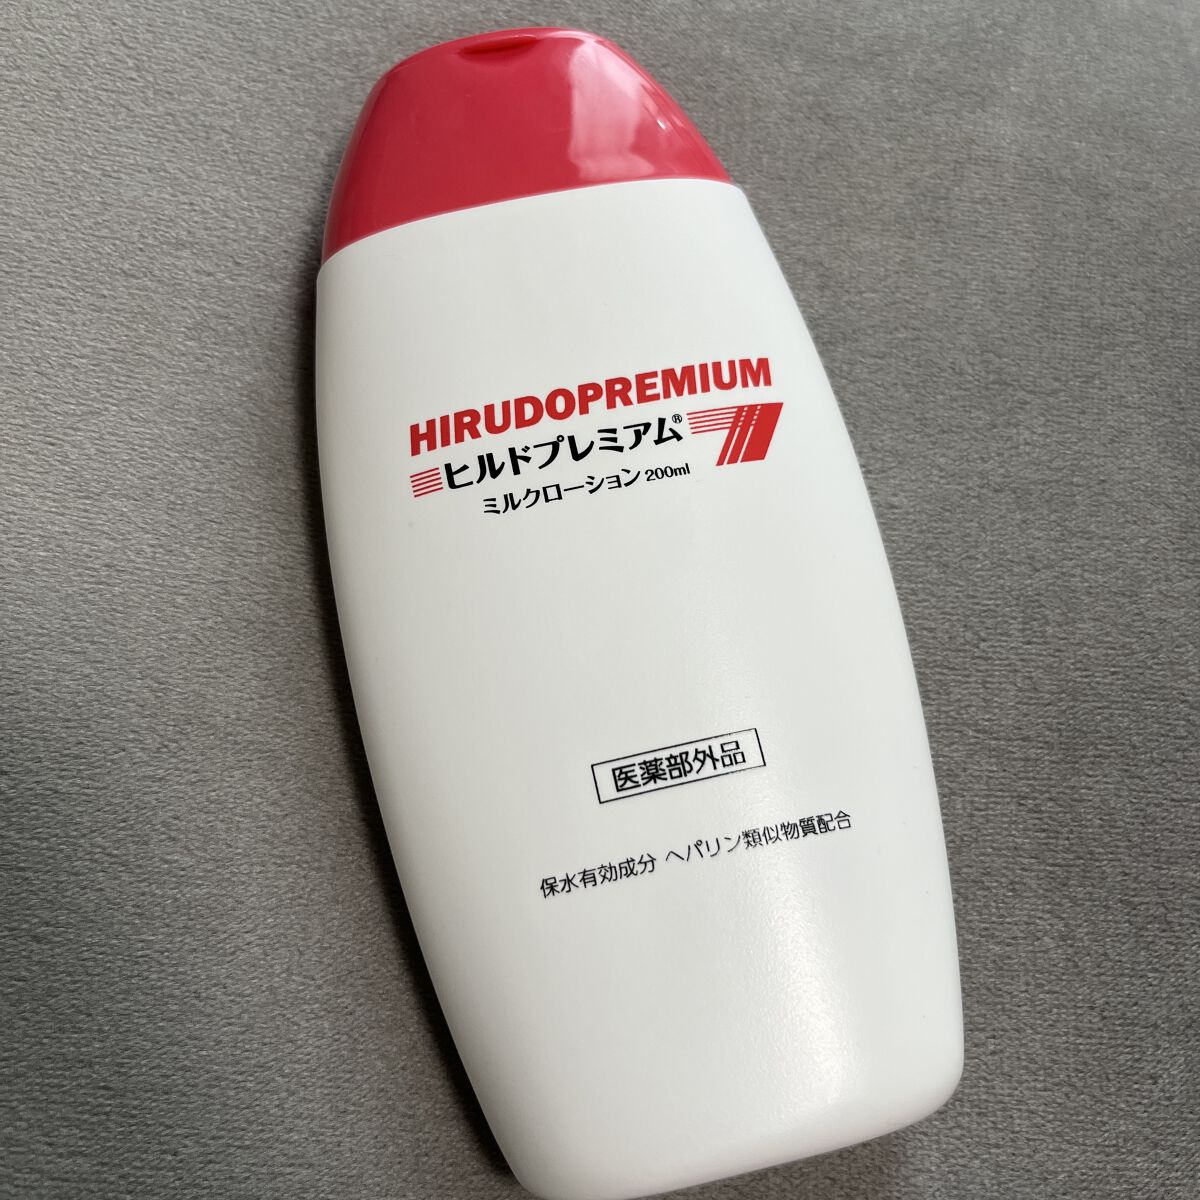 HIRUDOPREMIUM
ヒルドプレミアム®
ミルクローション 200ml
医薬部外品
保水有効成分 ヘパリン類似物質配合